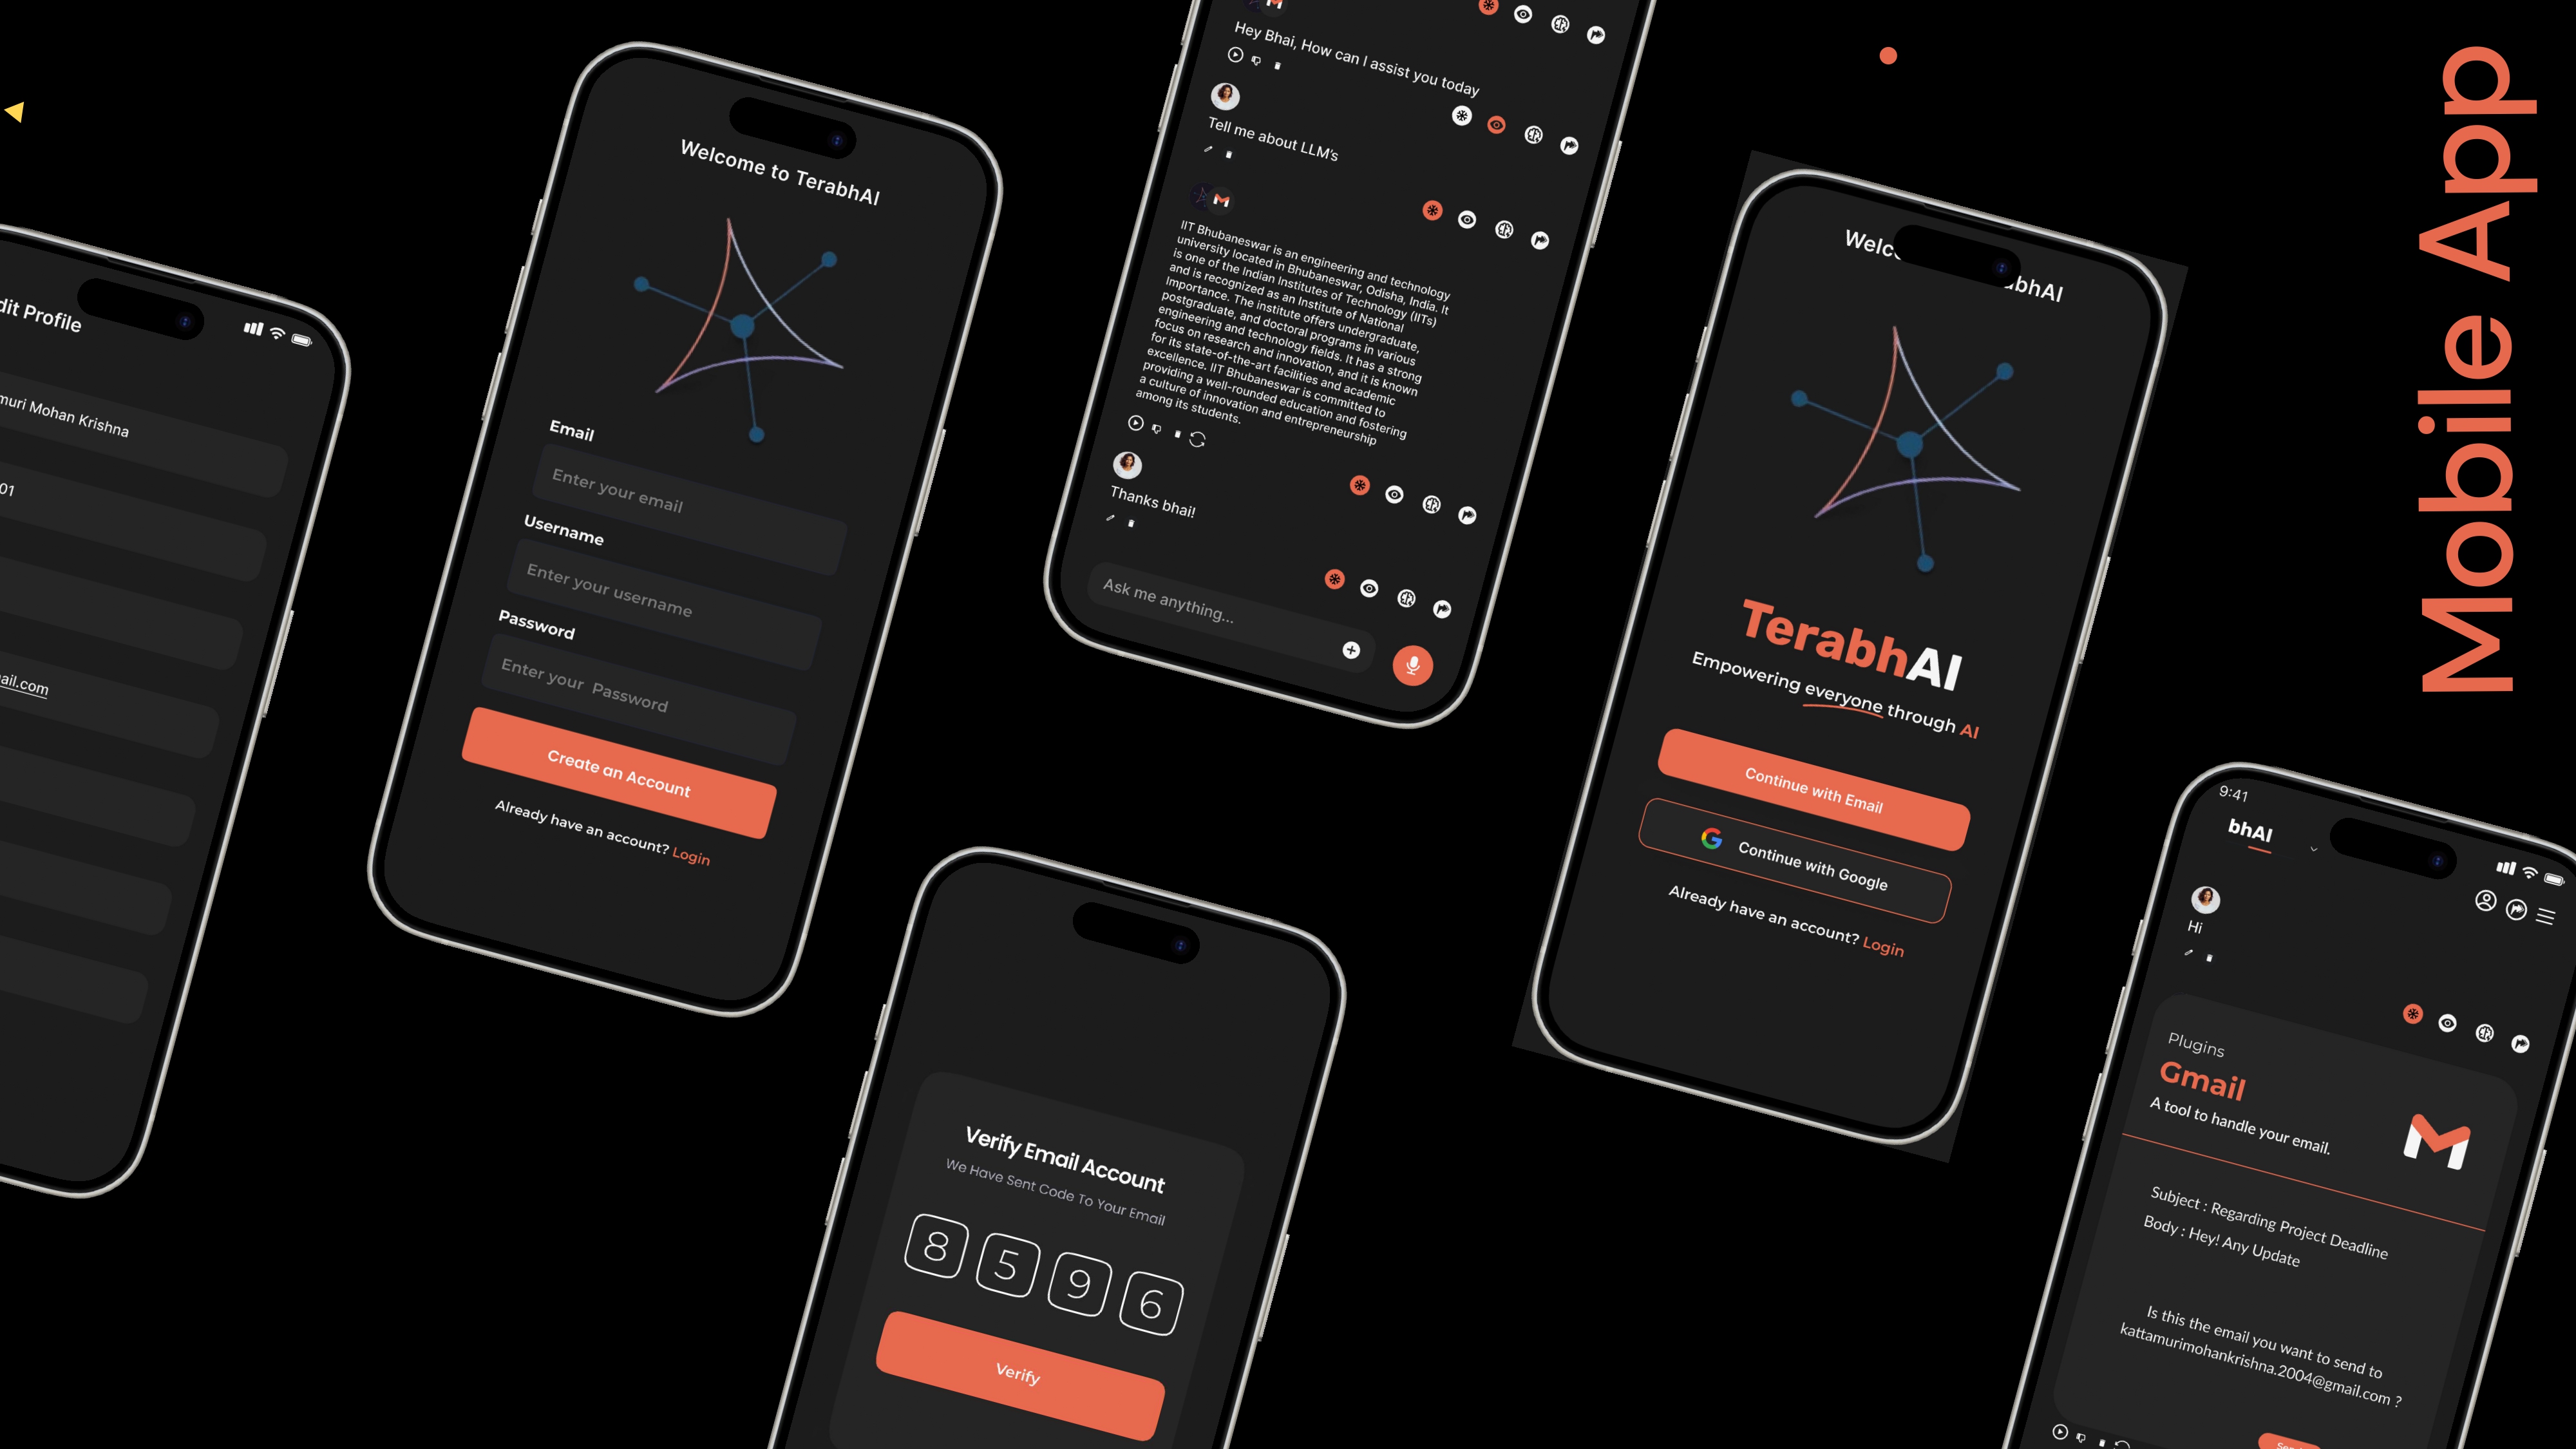 dit Profile
muri Mohan Krishna
01
ail.com
Welcome to TerabhAI
Email
Enter your email
Username
Enter your username
Password
Enter your Password
Create an Account
Already have an account? Login
Hey Bhai, How can I assist you today
Tell me about LLM's
IIT Bhubaneswar is an engineering and technology
university located in Bhubaneswar, Odisha, India. It
is one of the Indian Institutes of Technology (IITs)
and is recognized as an Institute of National
Importance. The institute offers undergraduate,
postgraduate, and doctoral programs in various
engineering and technology fields. It has a strong
focus on research and innovation, and it is known
for its state-of-the-art facilities and academic
excellence. IIT Bhubaneswar is committed to
providing a well-rounded education and fostering
a culture of innovation and entrepreneurship
among its students.
Thanks bhai!
Ask me anything...
Verify Email Account
We Have Sent Code To Your Email
8 5 9 6
Verify
Welc bhAI
TerabhAI
Empowering everyone through AI
Continue with Email
Continue with Google
Already have an account? Login
Mobile App
9:41
bhAI
Hi
Plugins
Gmail
A tool to handle your email.
Subject : Regarding Project Deadline
Body : Hey! Any Update
Is this the email you want to send to
kattamurimohankrishna.2004@gmail.com ?